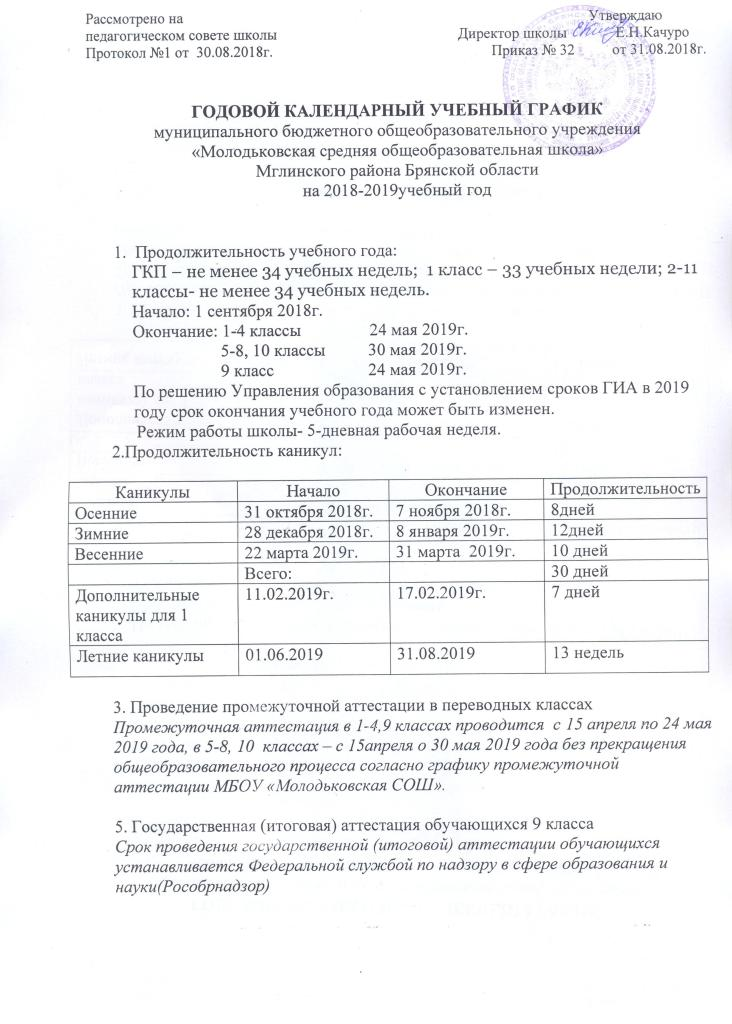 Рассмотрено на Утверждаю
педагогическом совете школы Директор школы Е.Н.Качуро
Протокол №1 от 30.08.2018г. Приказ № 32 от 31.08.2018г.
ГОДОВОЙ КАЛЕНДАРНЫЙ УЧЕБНЫЙ ГРАФИК
муниципального бюджетного общеобразовательного учреждения
«Молодьковская средняя общеобразовательная школа»
Мглинского района Брянской области
на 2018-2019учебный год
1. Продолжительность учебного года:
ГКП – не менее 34 учебных недель; 1 класс – 33 учебных недели; 2-11
классы- не менее 34 учебных недель.
Начало: 1 сентября 2018г.
Окончание: 1-4 классы 24 мая 2019г.
5-8, 10 классы 30 мая 2019г.
9 класс 24 мая 2019г.
По решению Управления образования с установлением сроков ГИА в 2019
году срок окончания учебного года может быть изменен.
Режим работы школы- 5-дневная рабочая неделя.
2.Продолжительность каникул:
Каникулы Начало Окончание Продолжительность
Осенние 31 октября 2018г. 7 ноября 2018г. 8дней
Зимние 28 декабря 2018г. 8 января 2019г. 12дней
Весенние 22 марта 2019г. 31 марта 2019г. 10 дней
Всего: 30 дней
Дополнительные 11.02.2019г. 17.02.2019г. 7 дней
каникулы для 1
класса
Летние каникулы 01.06.2019 31.08.2019 13 недель
3. Проведение промежуточной аттестации в переводных классах
Промежуточная аттестация в 1-4,9 классах проводится с 15 апреля по 24 мая
2019 года, в 5-8, 10 классах – с 15апреля о 30 мая 2019 года без прекращения
общеобразовательного процесса согласно графику промежуточной
аттестации МБОУ «Молодьковская СОШ».
5. Государственная (итоговая) аттестация обучающихся 9 класса
Срок проведения государственной (итоговой) аттестации обучающихся
устанавливается Федеральной службой по надзору в сфере образования и
науки(Рособрнадзор)